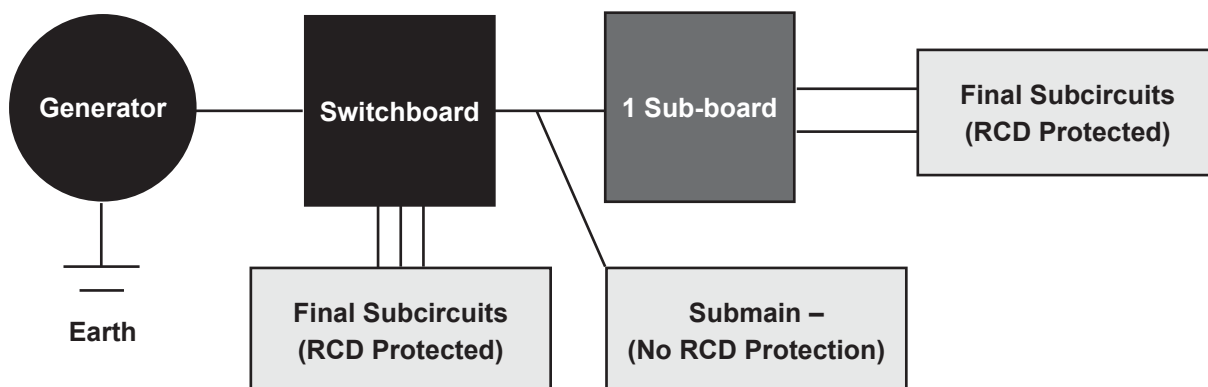 Generator
Switchboard
1 Sub-board
Final Subcircuits
(RCD Protected)
Earth
Final Subcircuits
(RCD Protected)
Submain –
(No RCD Protection)